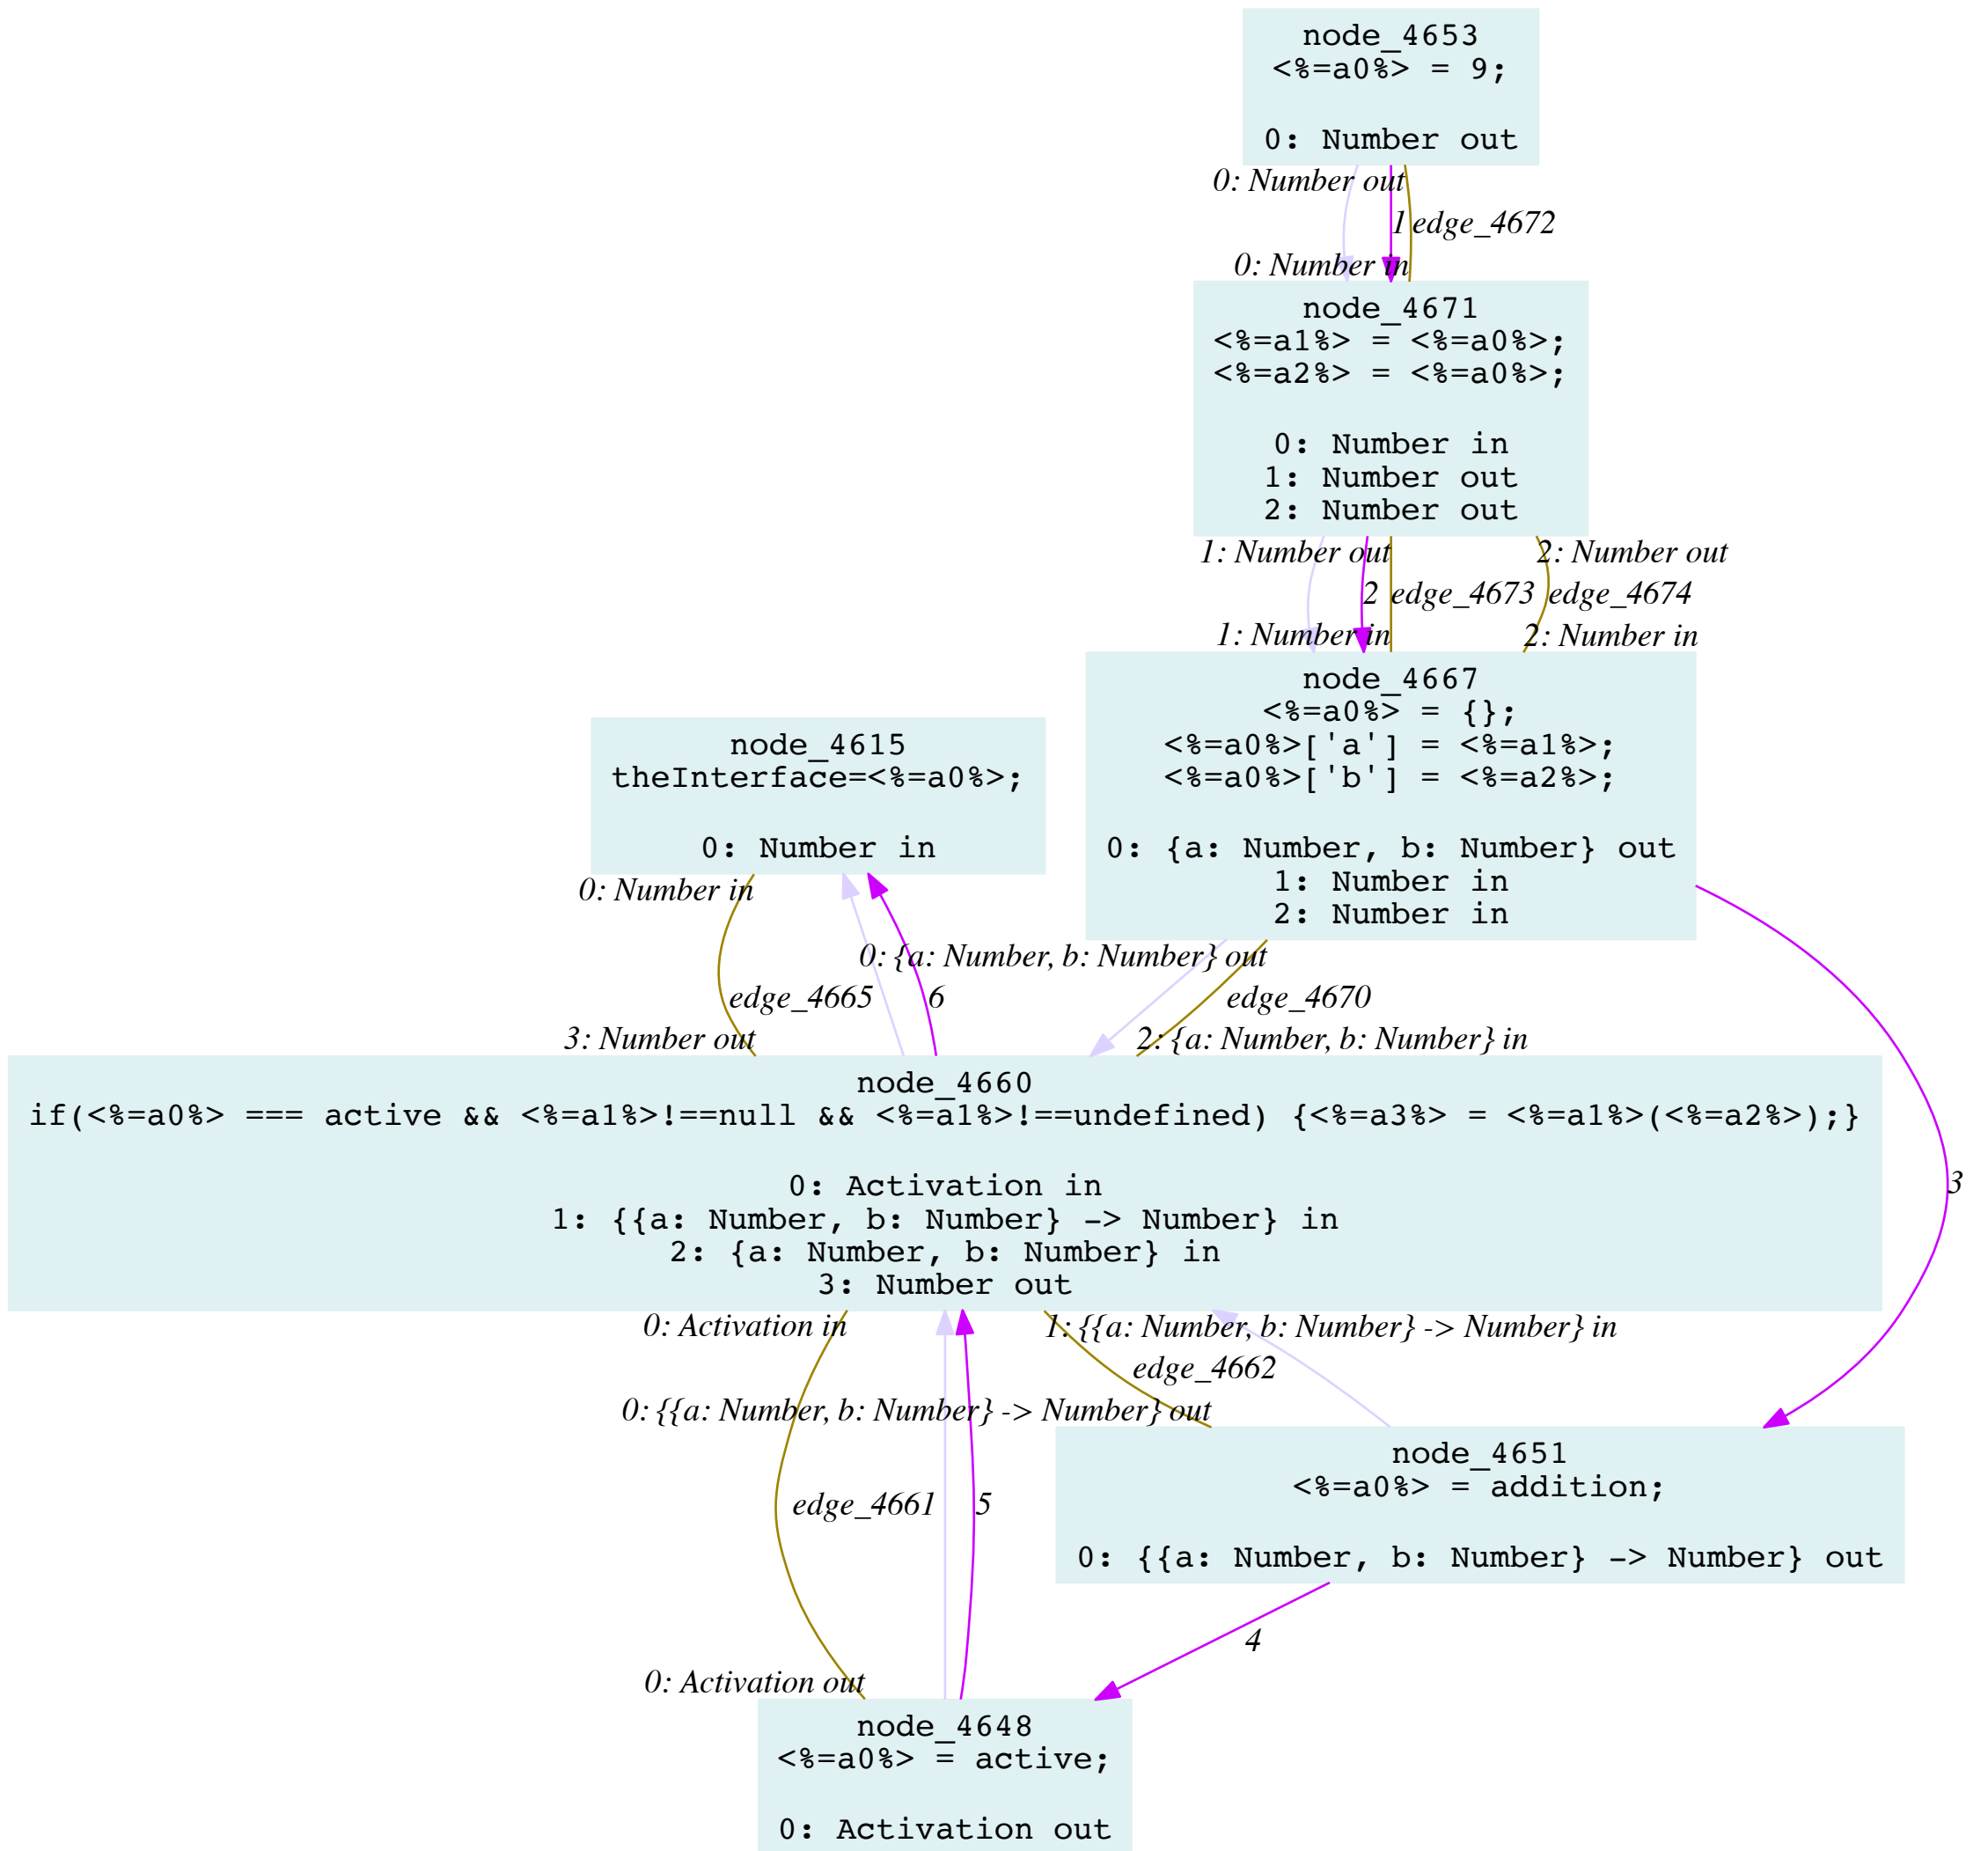 node_4653
<%=a0%> = 9;
0: Number out
0: Number out
1
edge_4672
0: Number in
node_4671
<%=a1%> = <%=a0%>;
<%=a2%> = <%=a0%>;
0: Number in
1: Number out
2: Number out
1: Number out
2: Number out
2
edge_4673
edge_4674
1: Number in
2: Number in
node_4667
<%=a0%> = {};
<%=a0%>['a'] = <%=a1%>;
<%=a0%>['b'] = <%=a2%>;
0: {a: Number, b: Number} out
1: Number in
2: Number in
node_4615
theInterface=<%=a0%>;
0: Number in
0: Number in
0: {a: Number, b: Number} out
edge_4665
6
edge_4670
3: Number out
2: {a: Number, b: Number} in
node_4660
if(<%=a0%> === active && <%=a1%>!==null && <%=a1%>!==undefined) {<%=a3%> = <%=a1%>(<%=a2%>);}
0: Activation in
1: {{a: Number, b: Number} -> Number} in
2: {a: Number, b: Number} in
3: Number out
3
0: Activation in
1: {{a: Number, b: Number} -> Number} in
edge_4662
0: {{a: Number, b: Number} -> Number} out
node_4651
<%=a0%> = addition;
0: {{a: Number, b: Number} -> Number} out
edge_4661
5
4
0: Activation out
node_4648
<%=a0%> = active;
0: Activation out